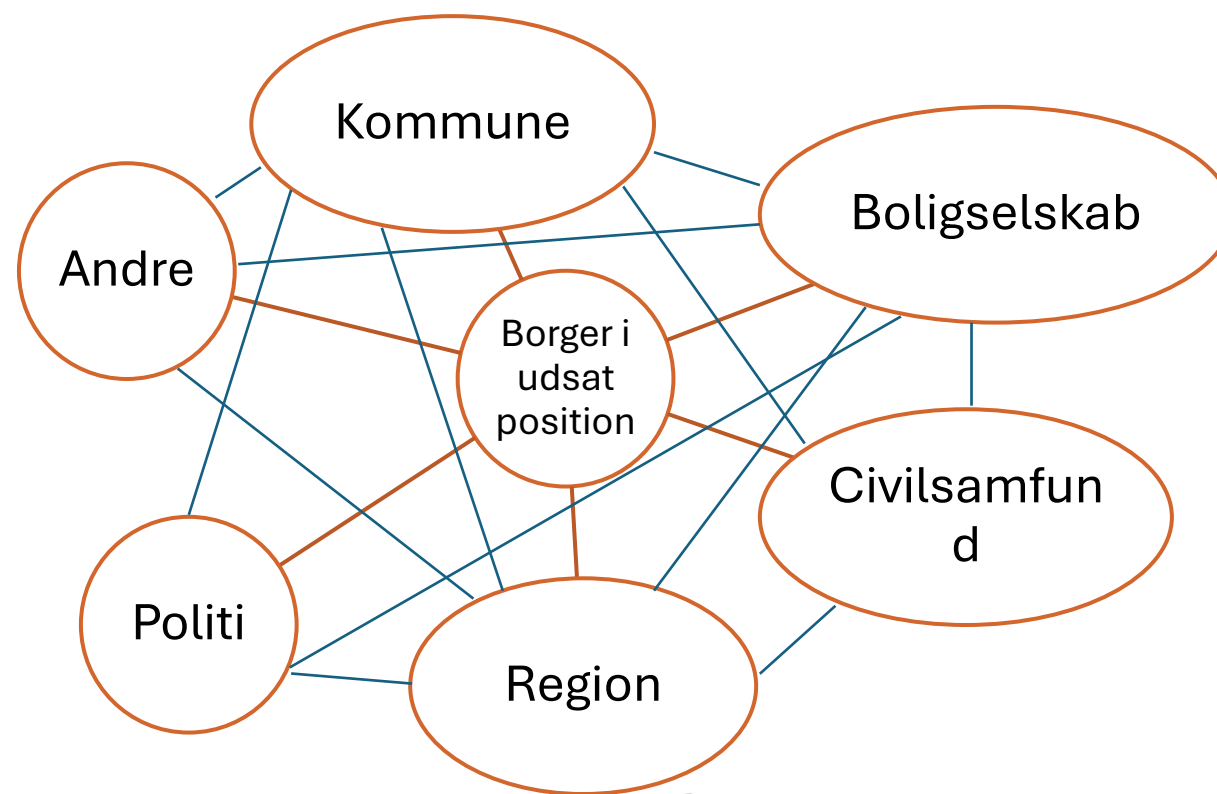 Kommune
Boligselskab
Andre
Borger i
udsat
position
Civilsamfun
d
Politi
Region